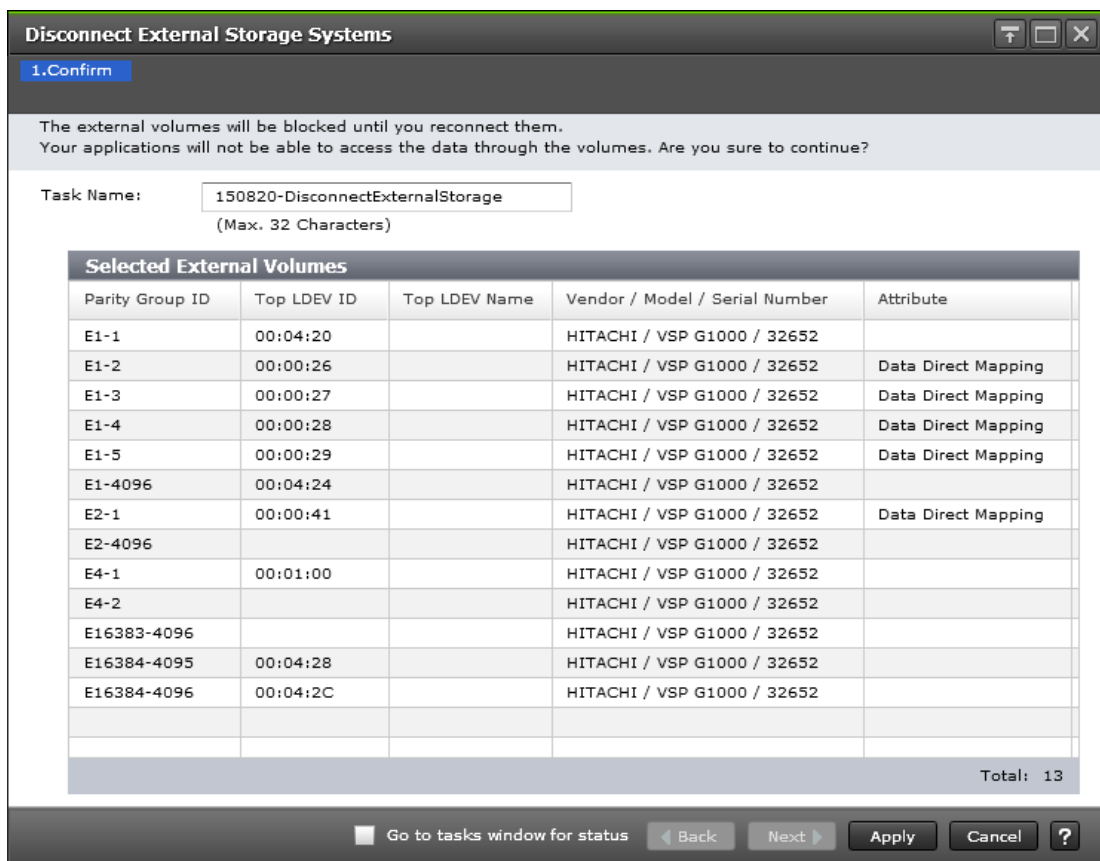 Disconnect External Storage Systems
1.Confirm
The external volumes will be blocked until you reconnect them.
Your applications will not be able to access the data through the volumes. Are you sure to continue?
Task Name: 150820-DisconnectExternalStorage
(Max. 32 Characters)
Selected External Volumes
Parity Group ID Top LDEV ID Top LDEV Name Vendor / Model / Serial Number Attribute
E1-1 00:04:20 HITACHI / VSP G1000 / 32652
E1-2 00:00:26 HITACHI / VSP G1000 / 32652 Data Direct Mapping
E1-3 00:00:27 HITACHI / VSP G1000 / 32652 Data Direct Mapping
E1-4 00:00:28 HITACHI / VSP G1000 / 32652 Data Direct Mapping
E1-5 00:00:29 HITACHI / VSP G1000 / 32652 Data Direct Mapping
E1-4096 00:04:24 HITACHI / VSP G1000 / 32652
E2-1 00:00:41 HITACHI / VSP G1000 / 32652 Data Direct Mapping
E2-4096 HITACHI / VSP G1000 / 32652
E4-1 00:01:00 HITACHI / VSP G1000 / 32652
E4-2 HITACHI / VSP G1000 / 32652
E16383-4096 HITACHI / VSP G1000 / 32652
E16384-4095 00:04:28 HITACHI / VSP G1000 / 32652
E16384-4096 00:04:2C HITACHI / VSP G1000 / 32652
Total: 13
Go to tasks window for status Back Next Apply Cancel ?